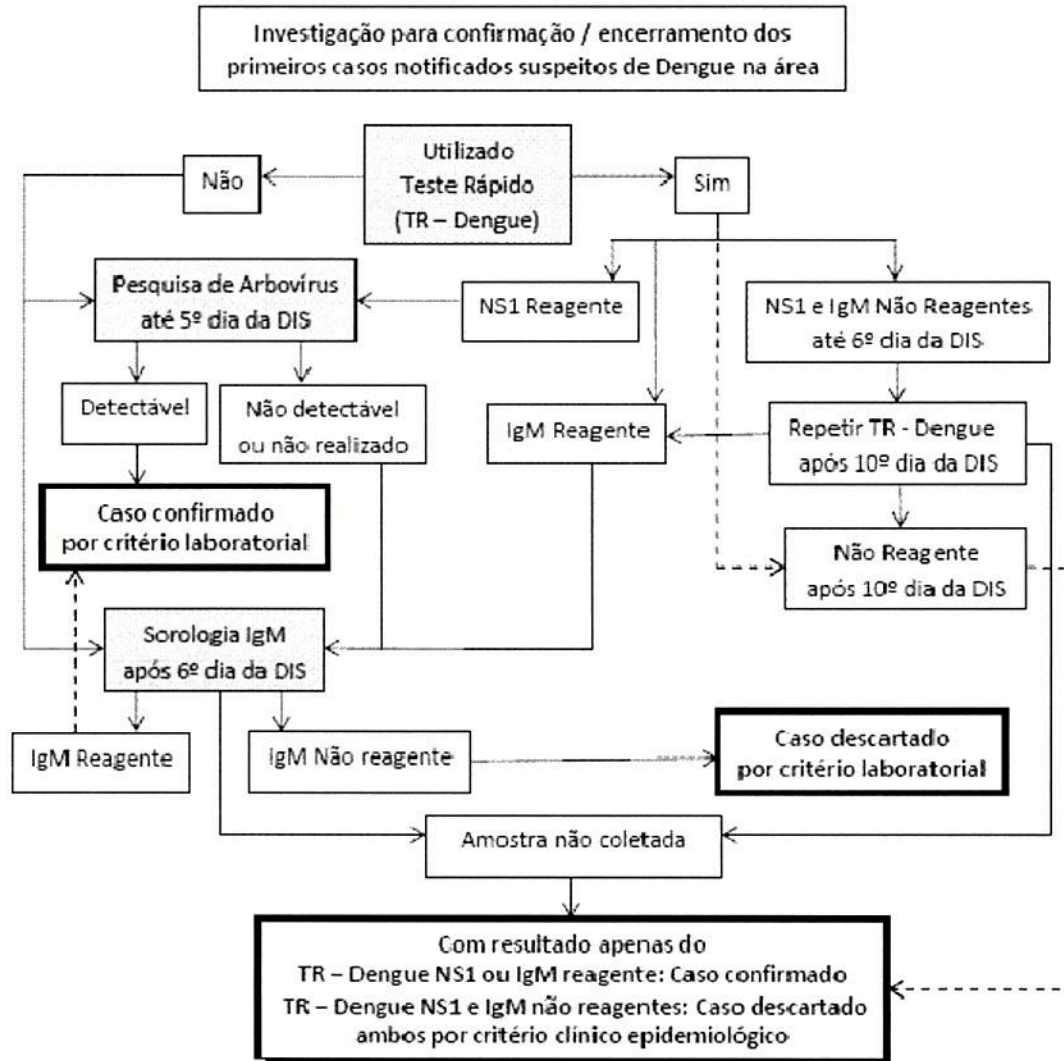 Investigação para confirmação / encerramento dos
primeiros casos notificados suspeitos de Dengue na área
Utilizado
Teste Rápido
(TR – Dengue)
Não
Sim
Pesquisa de Arbovírus
até 5º dia da DIS
NS1 Reagente
NS1 e IgM Não Reagentes
até 6º dia da DIS
Detectável
Não detectável
ou não realizado
IgM Reagente
Repetir TR - Dengue
após 10º dia da DIS
Caso confirmado
por critério laboratorial
Não Reagente
após 10º dia da DIS
Sorologia IgM
após 6º dia da DIS
IgM Reagente
IgM Não reagente
Caso descartado
por critério laboratorial
Amostra não coletada
Com resultado apenas do
TR – Dengue NS1 ou IgM reagente: Caso confirmado
TR – Dengue NS1 e IgM não reagentes: Caso descartado
ambos por critério clínico epidemiológico